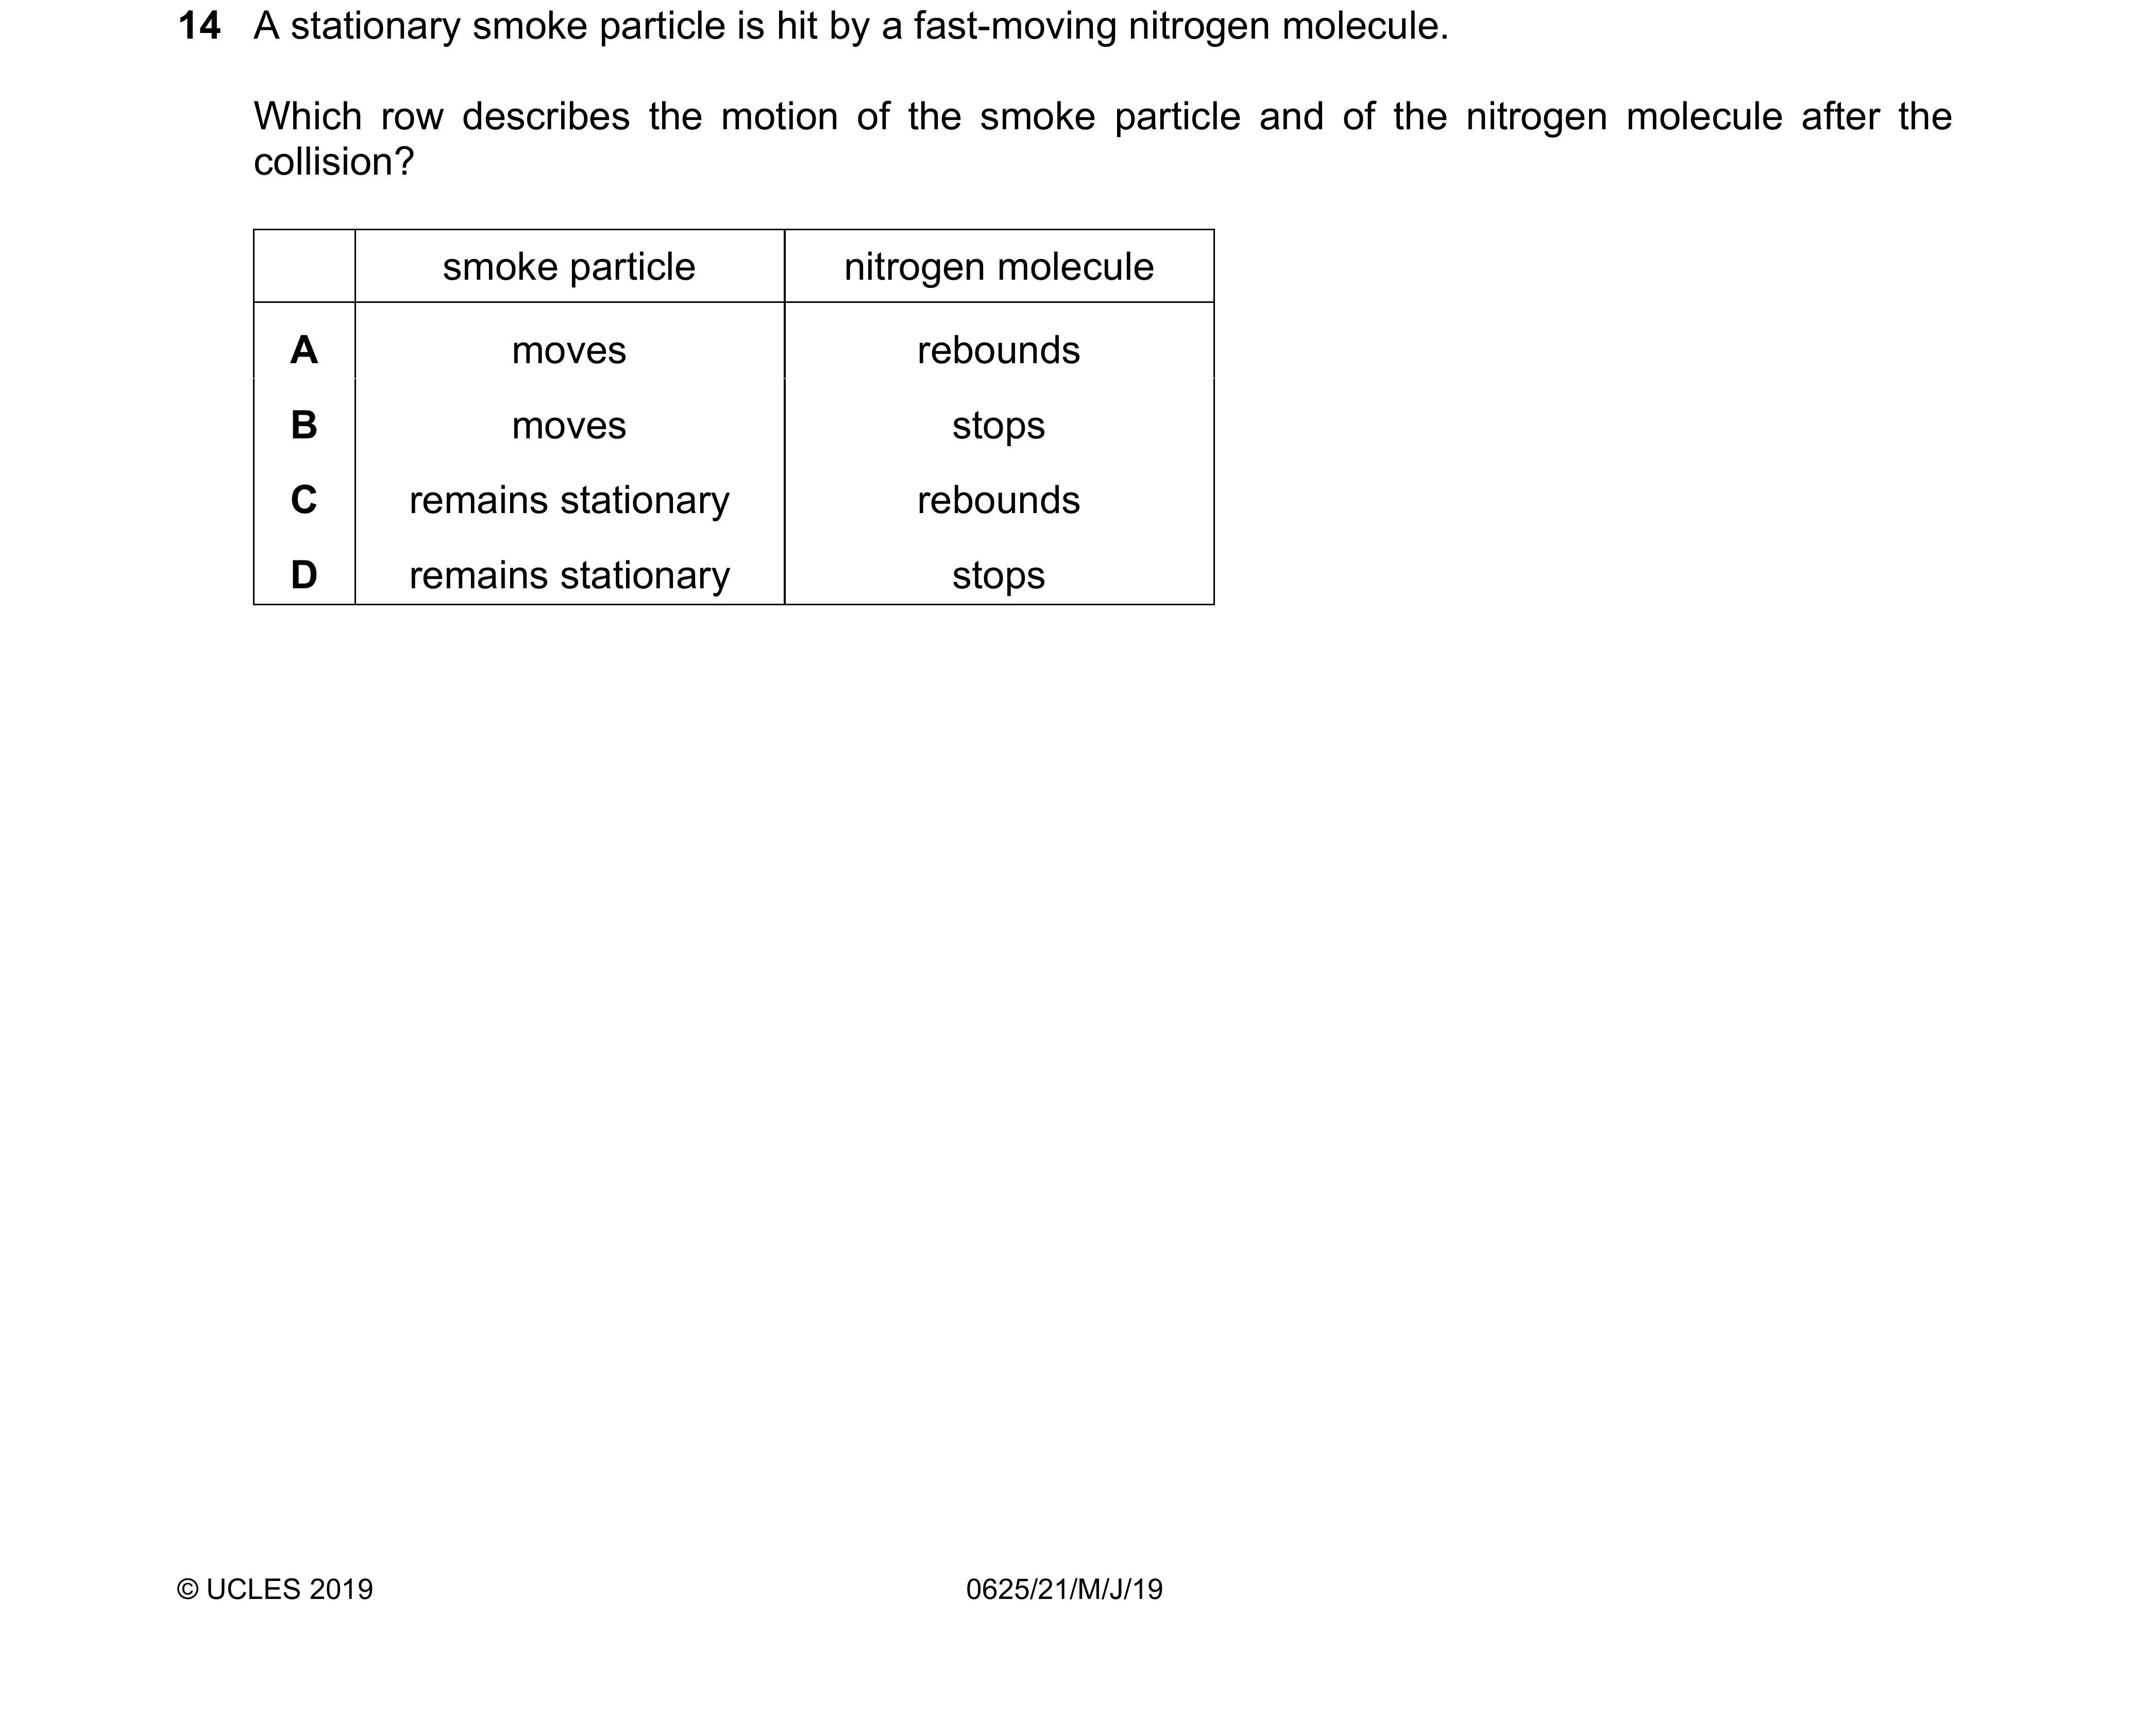 14 A stationary smoke particle is hit by a fast-moving nitrogen molecule.
Which row describes the motion of the smoke particle and of the nitrogen molecule after the
collision?
smoke particle nitrogen molecule
A moves rebounds
B moves stops
C remains stationary rebounds
D remains stationary stops
© UCLES 2019 0625/21/M/J/19